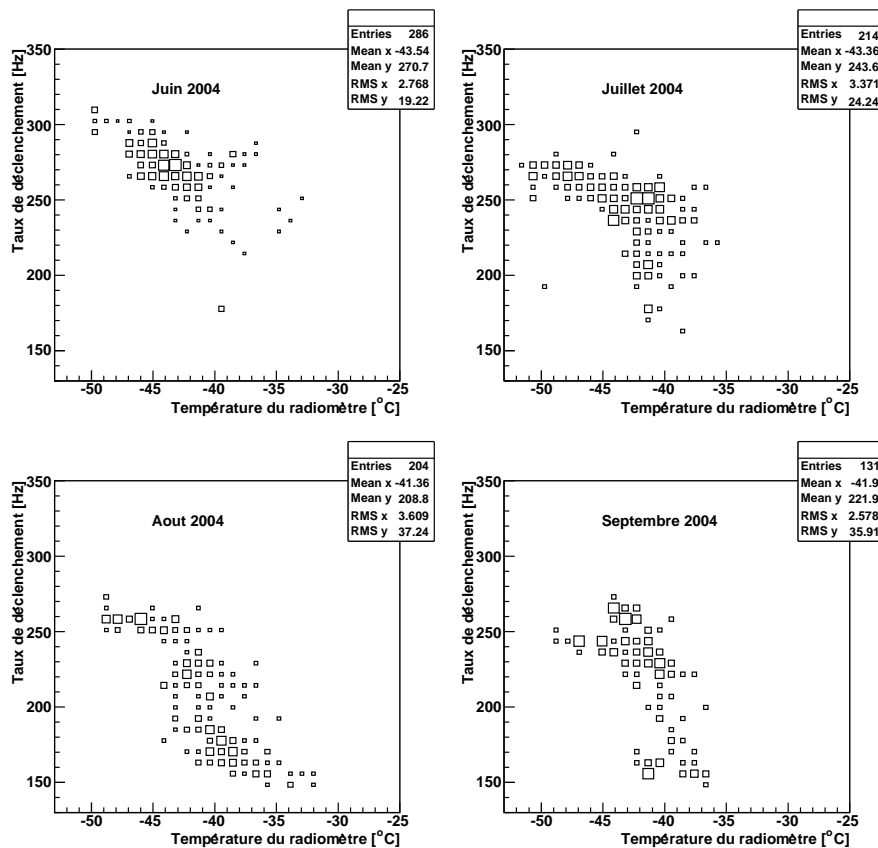 Entries 286
Mean x -43.54
Mean y 270.7
RMS x 2.768
RMS y 19.22
Juin 2004
Taux de déclenchement [Hz]
350
300
250
200
150
-50 -45 -40 -35 -30 -25
Température du radiomètre [°C]
Entries 214
Mean x -43.36
Mean y 243.6
RMS x 3.371
RMS y 24.24
Juillet 2004
Taux de déclenchement [Hz]
350
300
250
200
150
-50 -45 -40 -35 -30 -25
Température du radiomètre [°C]
Entries 204
Mean x -41.36
Mean y 208.8
RMS x 3.609
RMS y 37.24
Aout 2004
Taux de déclenchement [Hz]
350
300
250
200
150
-50 -45 -40 -35 -30 -25
Température du radiomètre [°C]
Entries 131
Mean x -41.9
Mean y 221.9
RMS x 2.578
RMS y 35.91
Septembre 2004
Taux de déclenchement [Hz]
350
300
250
200
150
-50 -45 -40 -35 -30 -25
Température du radiomètre [°C]